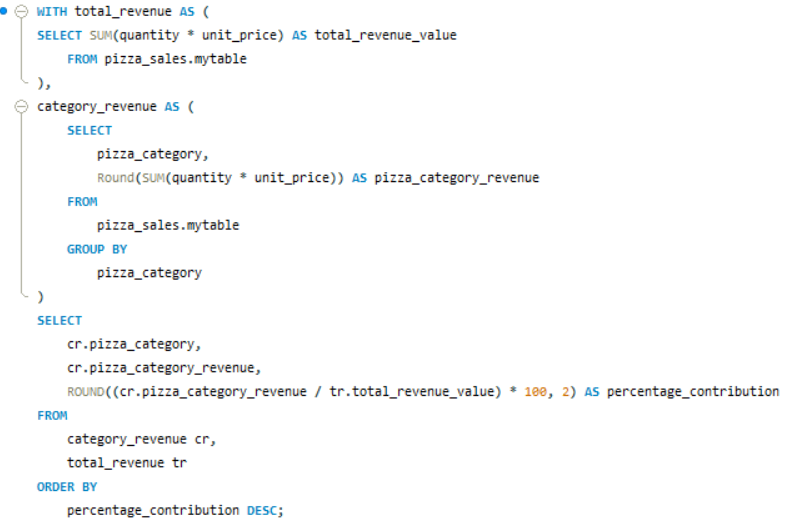 WITH total_revenue AS (
SELECT SUM(quantity * unit_price) AS total_revenue_value
FROM pizza_sales.mytable
),
category_revenue AS (
SELECT
pizza_category,
Round(SUM(quantity * unit_price)) AS pizza_category_revenue
FROM
pizza_sales.mytable
GROUP BY
pizza_category
)
SELECT
cr.pizza_category,
cr.pizza_category_revenue,
ROUND((cr.pizza_category_revenue / tr.total_revenue_value) * 100, 2) AS percentage_contribution
FROM
category_revenue cr,
total_revenue tr
ORDER BY
percentage_contribution DESC;